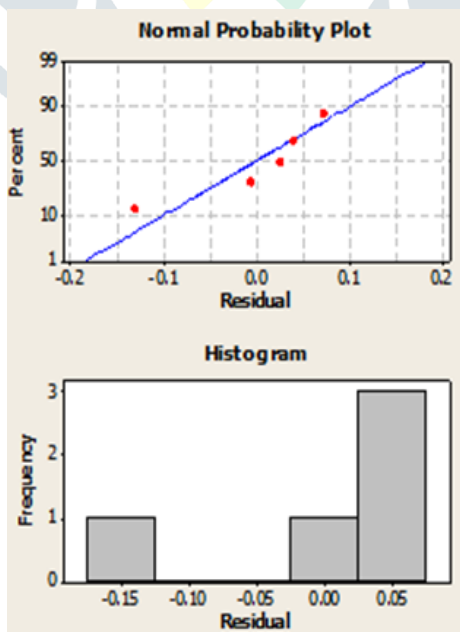 Normal Probability Plot
Percent
99
90
50
10
1
-0.2 -0.1 0.0 0.1 0.2
Residual
Histogram
Frequency
3
2
1
0
-0.15 -0.10 -0.05 0.00 0.05
Residual